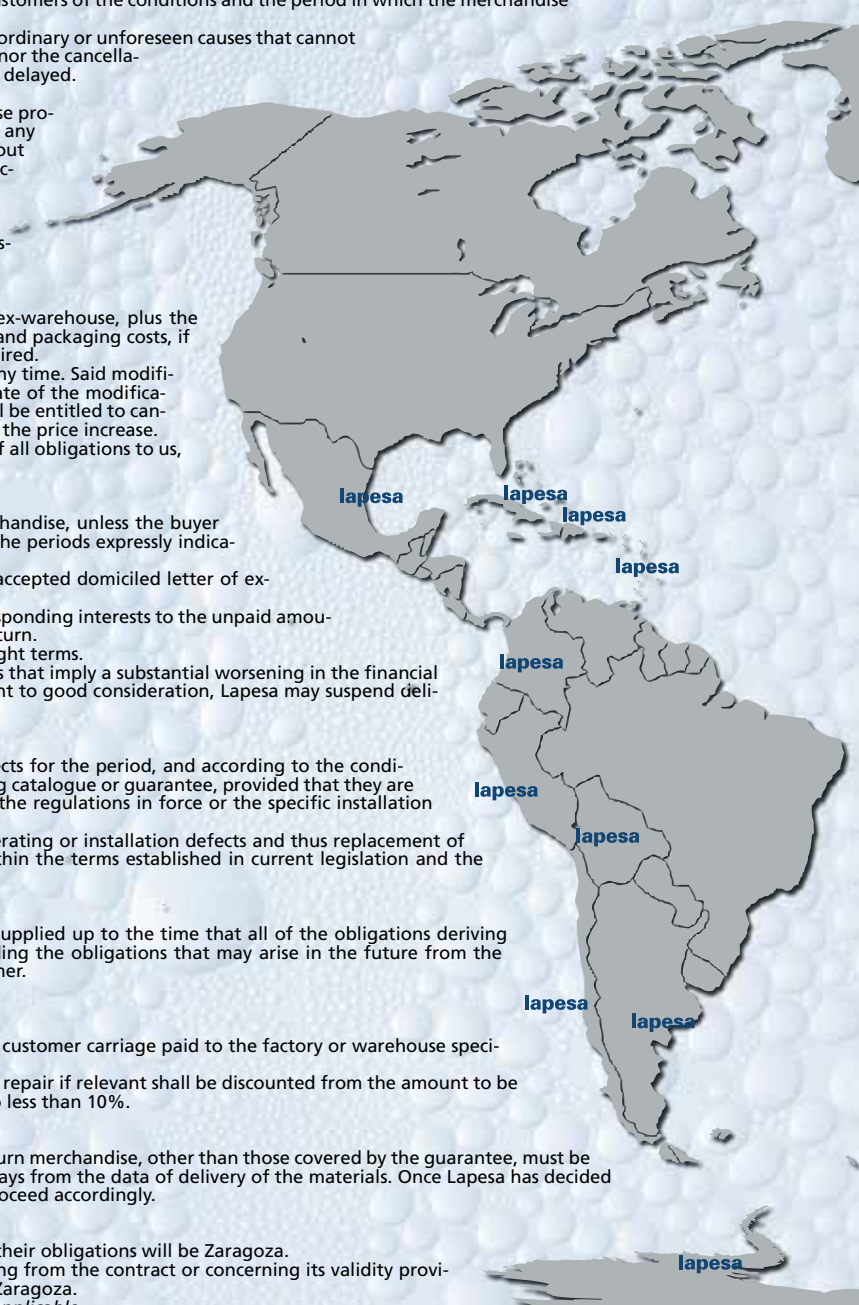 ustomers of the conditions and the period in which the merchandise
ordinary or unforeseen causes that cannot
nor the cancella-
delayed.
se pro-
any
out
c-
s-
ex-warehouse, plus the
and packaging costs, if
ired.
ny time. Said modifi-
ate of the modifica-
l be entitled to can-
the price increase.
f all obligations to us,
handise, unless the buyer
he periods expressly indica-
accepted domiciled letter of ex-
sponding interests to the unpaid amou-
turn.
ght terms.
s that imply a substantial worsening in the financial
nt to good consideration, Lapesa may suspend deli-
ects for the period, and according to the condi-
g catalogue or guarantee, provided that they are
the regulations in force or the specific installation
erating or installation defects and thus replacement of
thin the terms established in current legislation and the
supplied up to the time that all of the obligations deriving
ding the obligations that may arise in the future from the
mer.
customer carriage paid to the factory or warehouse speci-
repair if relevant shall be discounted from the amount to be
o less than 10%.
urn merchandise, other than those covered by the guarantee, must be
ays from the data of delivery of the materials. Once Lapesa has decided
oceed accordingly.
their obligations will be Zaragoza.
ng from the contract or concerning its validity provi-
Zaragoza.
applicable
lapesa
lapesa
lapesa
lapesa
lapesa
lapesa
lapesa
lapesa
lapesa
lapesa